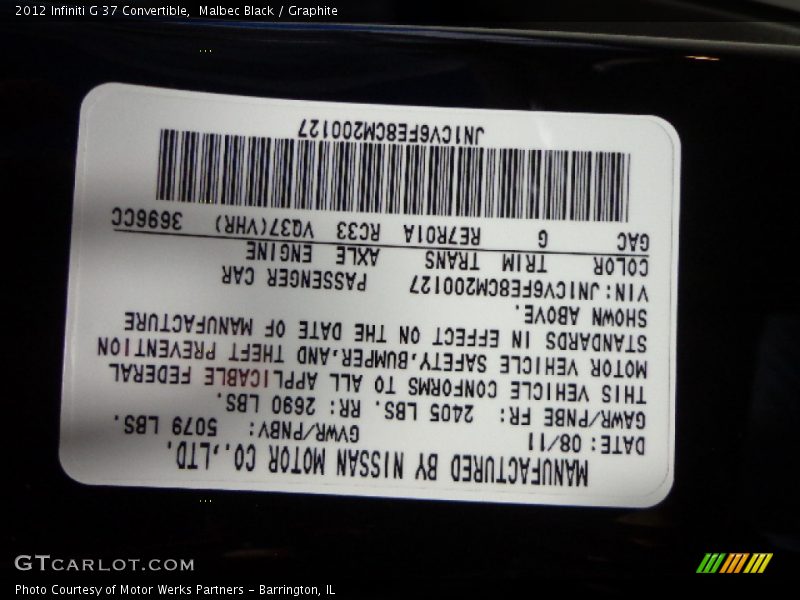 2012 Infiniti G 37 Convertible,  Malbec Black / Graphite
MANUFACTURED BY NISSAN MOTOR CO.,LTD.
DATE: 08/11 GVWR/PNBV: 5079 LBS.
GAWR/PNBE FR: 2405 LBS. RR: 2690 LBS.
THIS VEHICLE CONFORMS TO ALL APPLICABLE FEDERAL
MOTOR VEHICLE SAFETY,BUMPER,AND THEFT PREVENTION
STANDARDS IN EFFECT ON THE DATE OF MANUFACTURE
SHOWN ABOVE.
VIN:JN1CV6FE8CM200127 PASSENGER CAR
COLOR TRIM TRANS AXLE ENGINE
GAC G RE7R01A RC33 VQ37(VHR) 3696CC
JN1CV6FE8CM200127
GTCARLOT.COM
Photo Courtesy of Motor Werks Partners - Barrington, IL